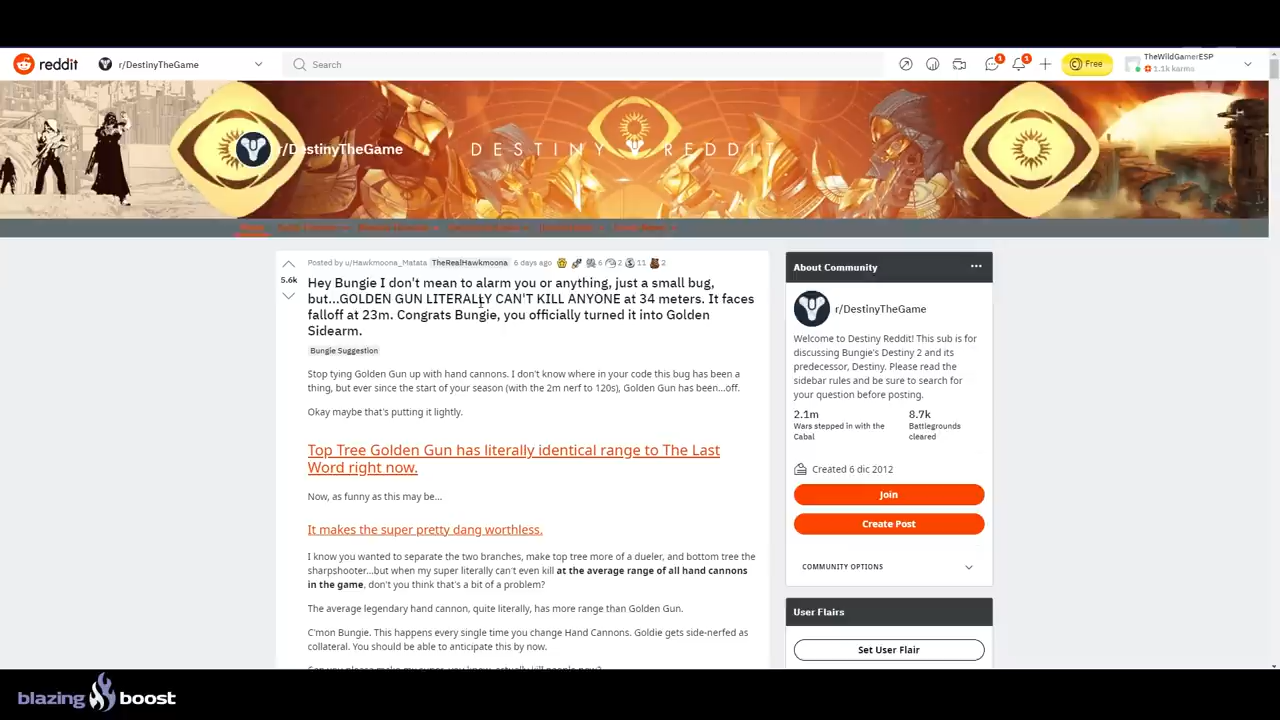 reddit
r/DestinyTheGame
Search
1
1
Free
TheWildGamerESP
1.1k karma
r/DestinyTheGame
DESTINY REDDIT
Posted by u/Hawkmoona_Matata TheRealHawkmoona 6 days ago 6 2 11 2
5.6k
Hey Bungie I don't mean to alarm you or anything, just a small bug,
but...GOLDEN GUN LITERALLY CAN'T KILL ANYONE at 34 meters. It faces
falloff at 23m. Congrats Bungie, you officially turned it into Golden
Sidearm.
Bungie Suggestion
Stop tying Golden Gun up with hand cannons. I don't know where in your code this bug has been a
thing, but ever since the start of your season (with the 2m nerf to 120s), Golden Gun has been...off.
Okay maybe that's putting it lightly.
Top Tree Golden Gun has literally identical range to The Last
Word right now.
Now, as funny as this may be...
It makes the super pretty dang worthless.
I know you wanted to separate the two branches, make top tree more of a dueler, and bottom tree the
sharpshooter...but when my super literally can't even kill at the average range of all hand cannons
in the game, don't you think that's a bit of a problem?
The average legendary hand cannon, quite literally, has more range than Golden Gun.
C'mon Bungie. This happens every single time you change Hand Cannons. Goldie gets side-nerfed as
collateral. You should be able to anticipate this by now.
About Community
r/DestinyTheGame
Welcome to Destiny Reddit! This sub is for
discussing Bungie's Destiny 2 and its
predecessor, Destiny. Please read the
sidebar rules and be sure to search for
your question before posting.
2.1m 8.7k
Wars stepped in with the Cabal
Battlegrounds cleared
Created 6 dic 2012
Join
Create Post
COMMUNITY OPTIONS
User Flairs
Set User Flair
blazing boost